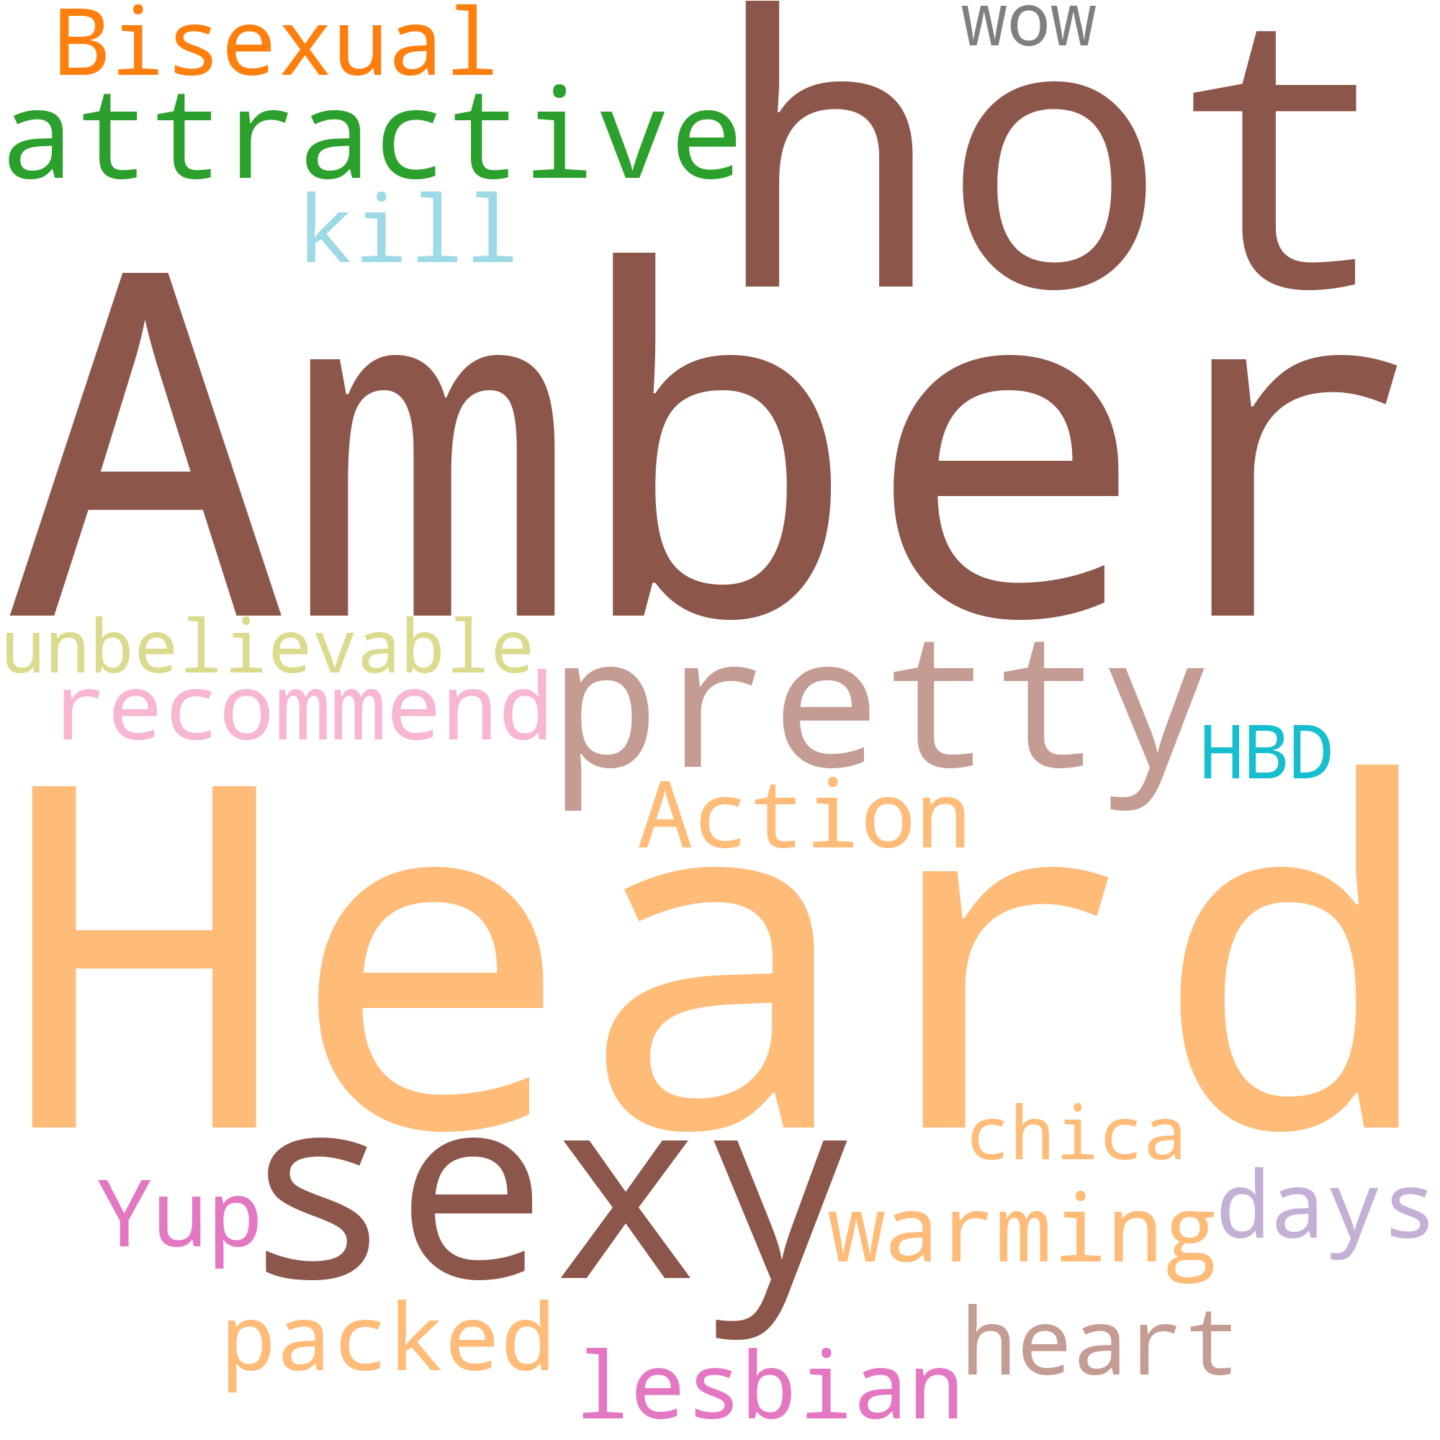 Bisexual
wow
hot
attractive
kill
Amber
unbelievable
recommend
pretty
HBD
Action
Heard
chica
sexy
Yup
warming
days
packed
heart
lesbian